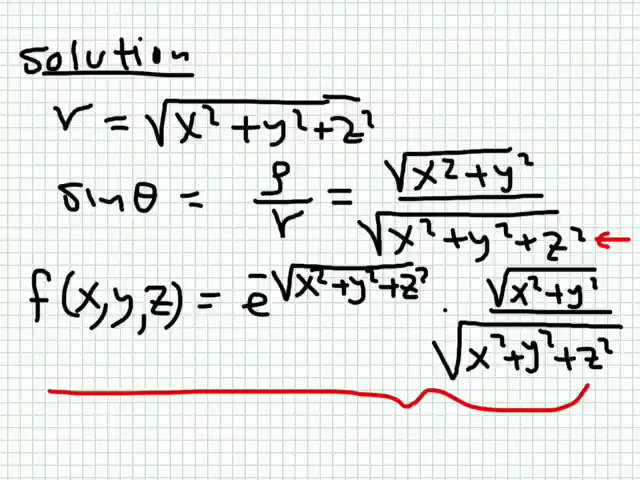 solution
r = √(x² + y² + z²)
sin θ = ρ/r = √(x² + y²) / √(x² + y² + z²) ←
f(x,y,z) = e^(-√(x² + y² + z²)) · √(x² + y²) / √(x² + y² + z²)